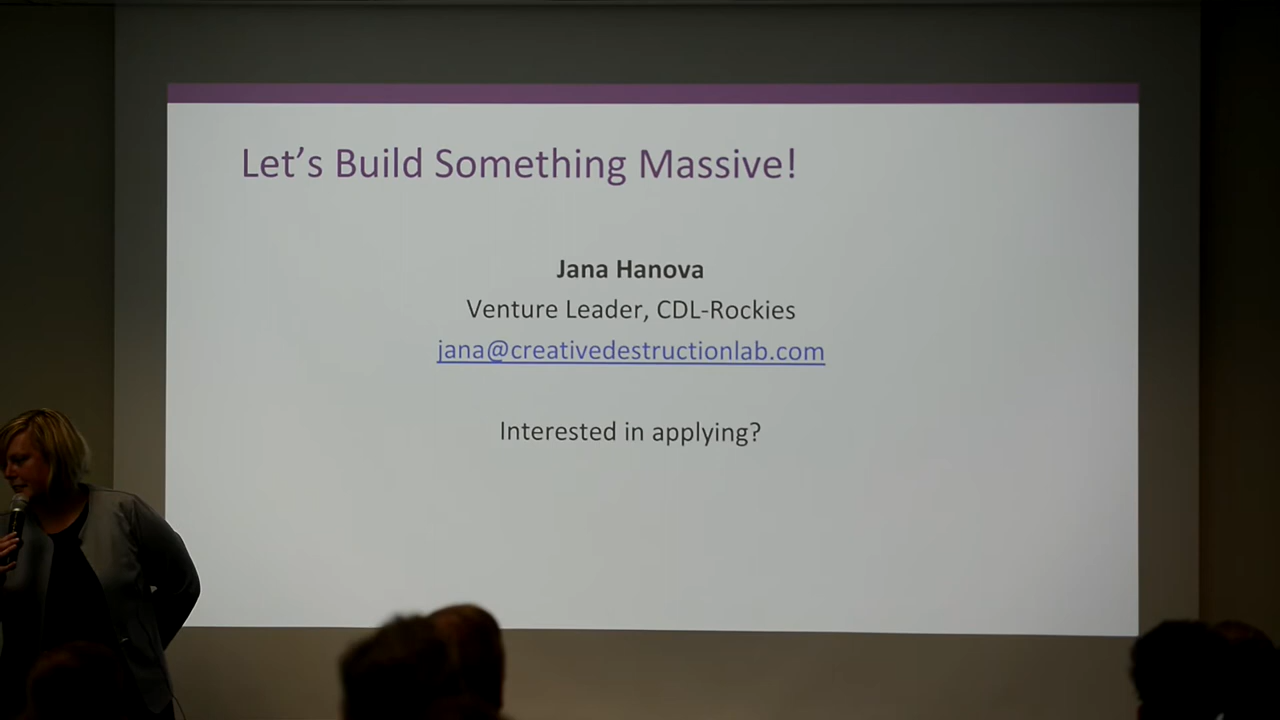 Let's Build Something Massive!
Jana Hanova
Venture Leader, CDL-Rockies
jana@creativedestructionlab.com
Interested in applying?